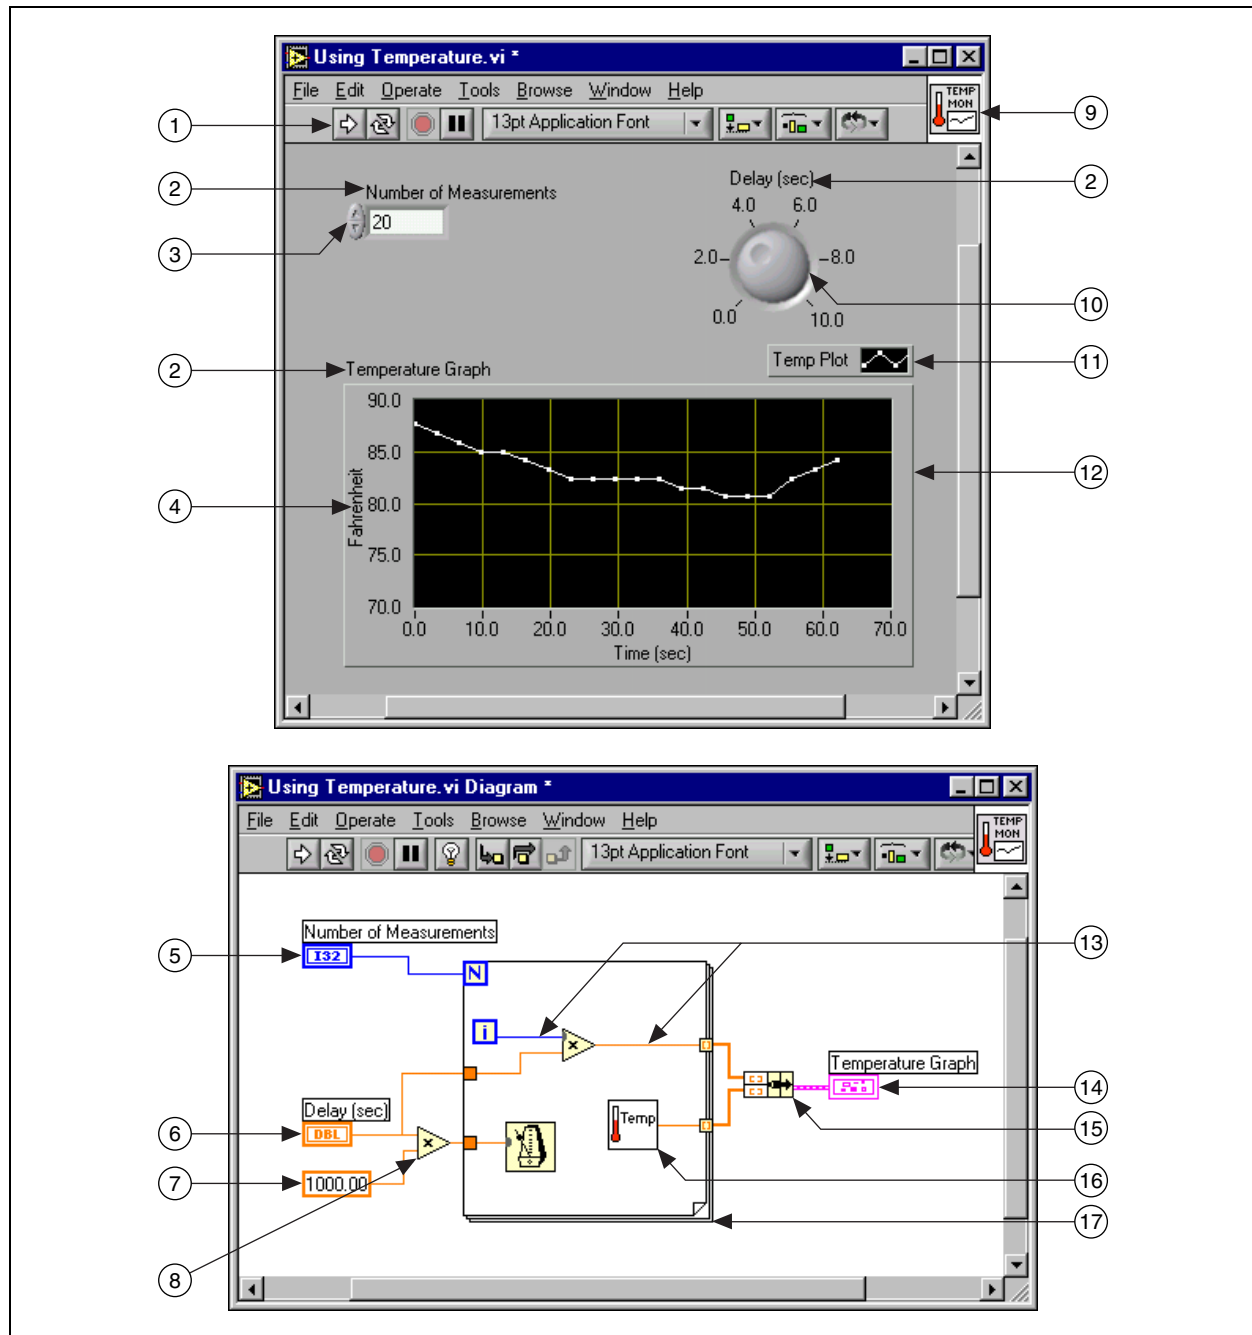 Using Temperature.vi *
File Edit Operate Tools Browse Window Help
TEMP
MON
1
13pt Application Font
9
2
Number of Measurements
20
3
Delay (sec)
2
4.0 6.0
2.0 8.0
0.0 10.0
10
Temp Plot
11
2
Temperature Graph
90.0
85.0
80.0
75.0
70.0
Fahrenheit
4
12
0.0 10.0 20.0 30.0 40.0 50.0 60.0 70.0
Time (sec)
Using Temperature.vi Diagram *
File Edit Operate Tools Browse Window Help
TEMP
MON
13pt Application Font
Number of Measurements
5
I32
N
13
i
x
Temperature Graph
14
Delay (sec)
6
DBL
x
Temp
15
7
1000.00
16
17
8